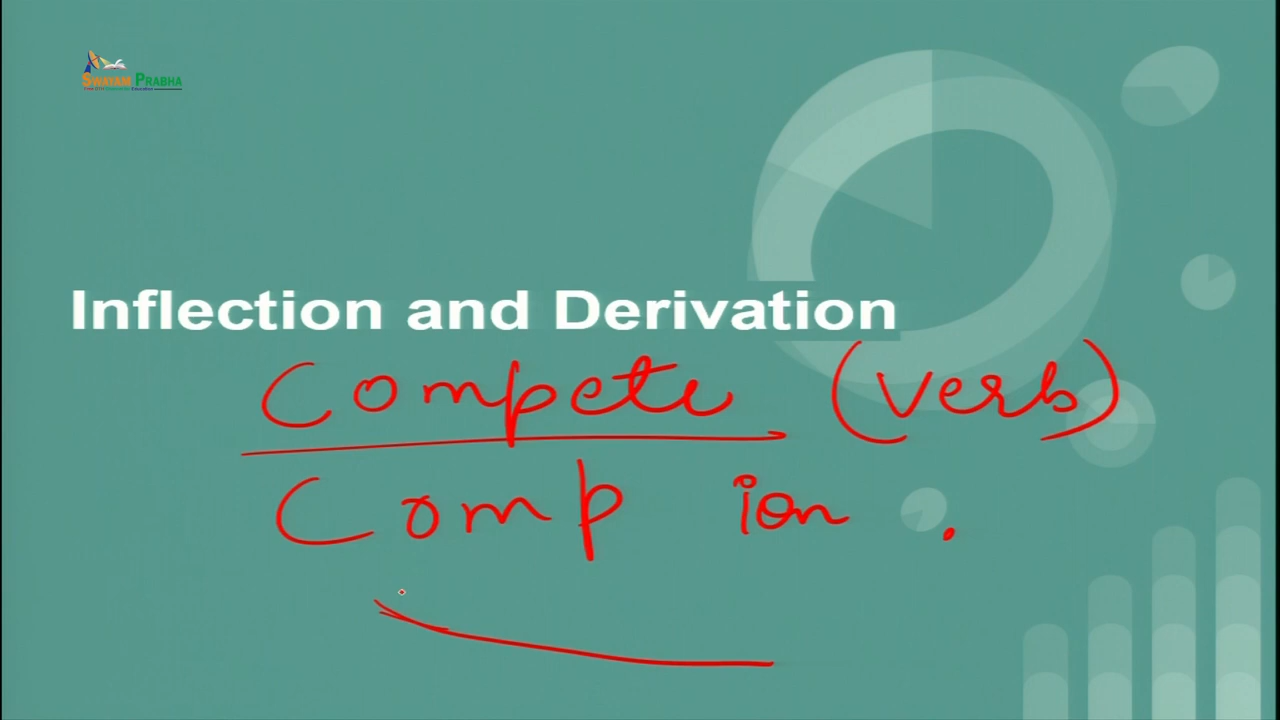 SWAYAM PRABHA
Inflection and Derivation
Compete (verb)
Comp ion .